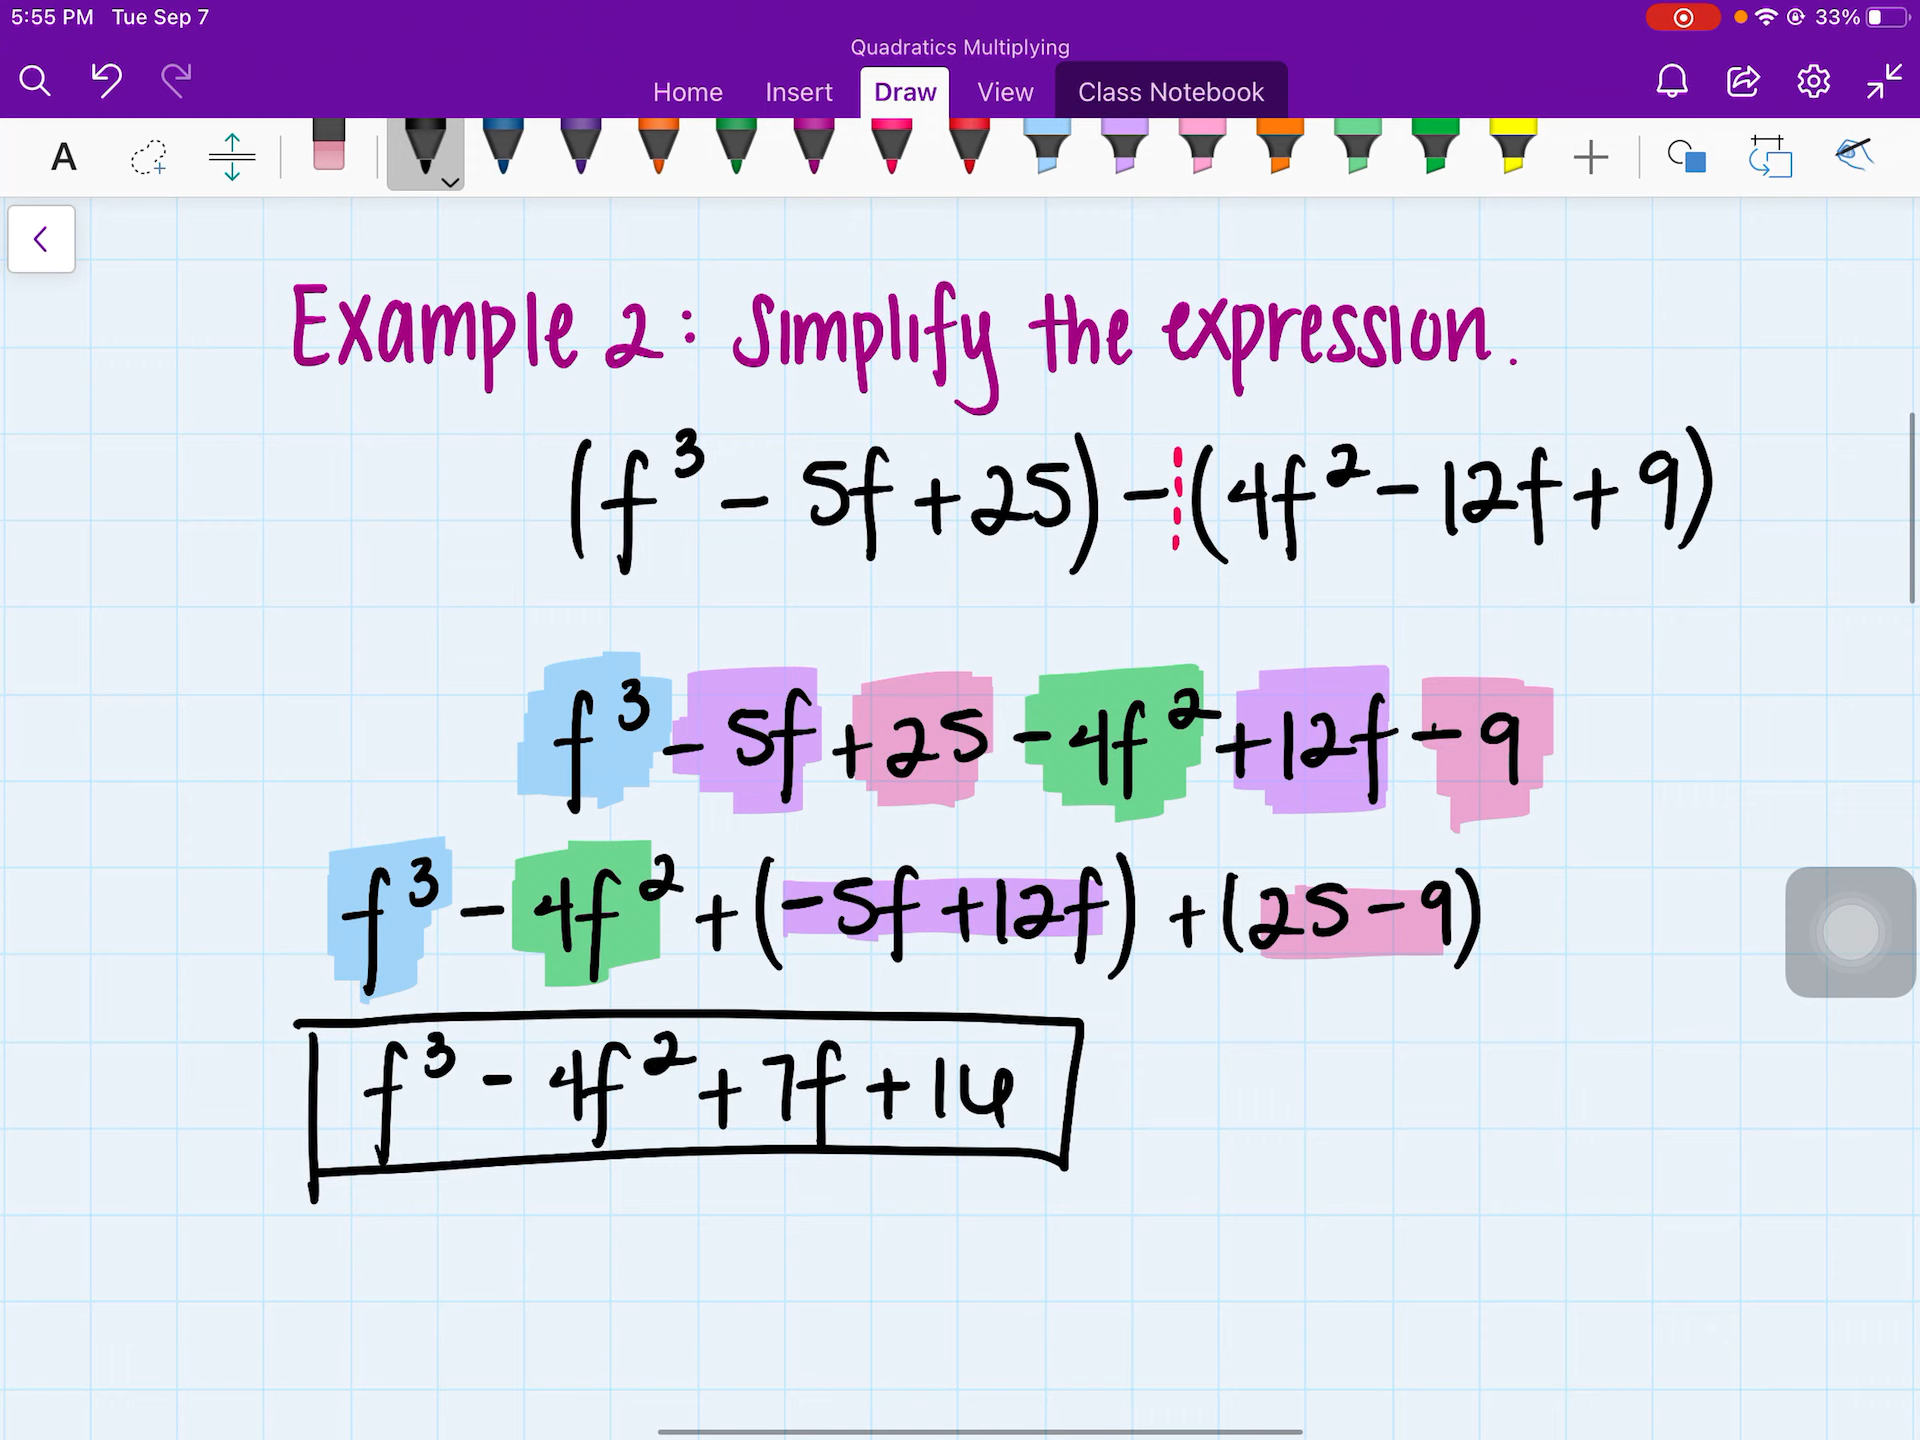 5:55 PM Tue Sep 7 33%
Quadratics Multiplying
Home Insert Draw View Class Notebook
A
Example 2: Simplify the expression.
(f³ - 5f + 25) - (4f² - 12f + 9)
f³ - 5f + 25 - 4f² + 12f - 9
f³ - 4f² + (-5f + 12f) + (25 - 9)
f³ - 4f² + 7f + 16